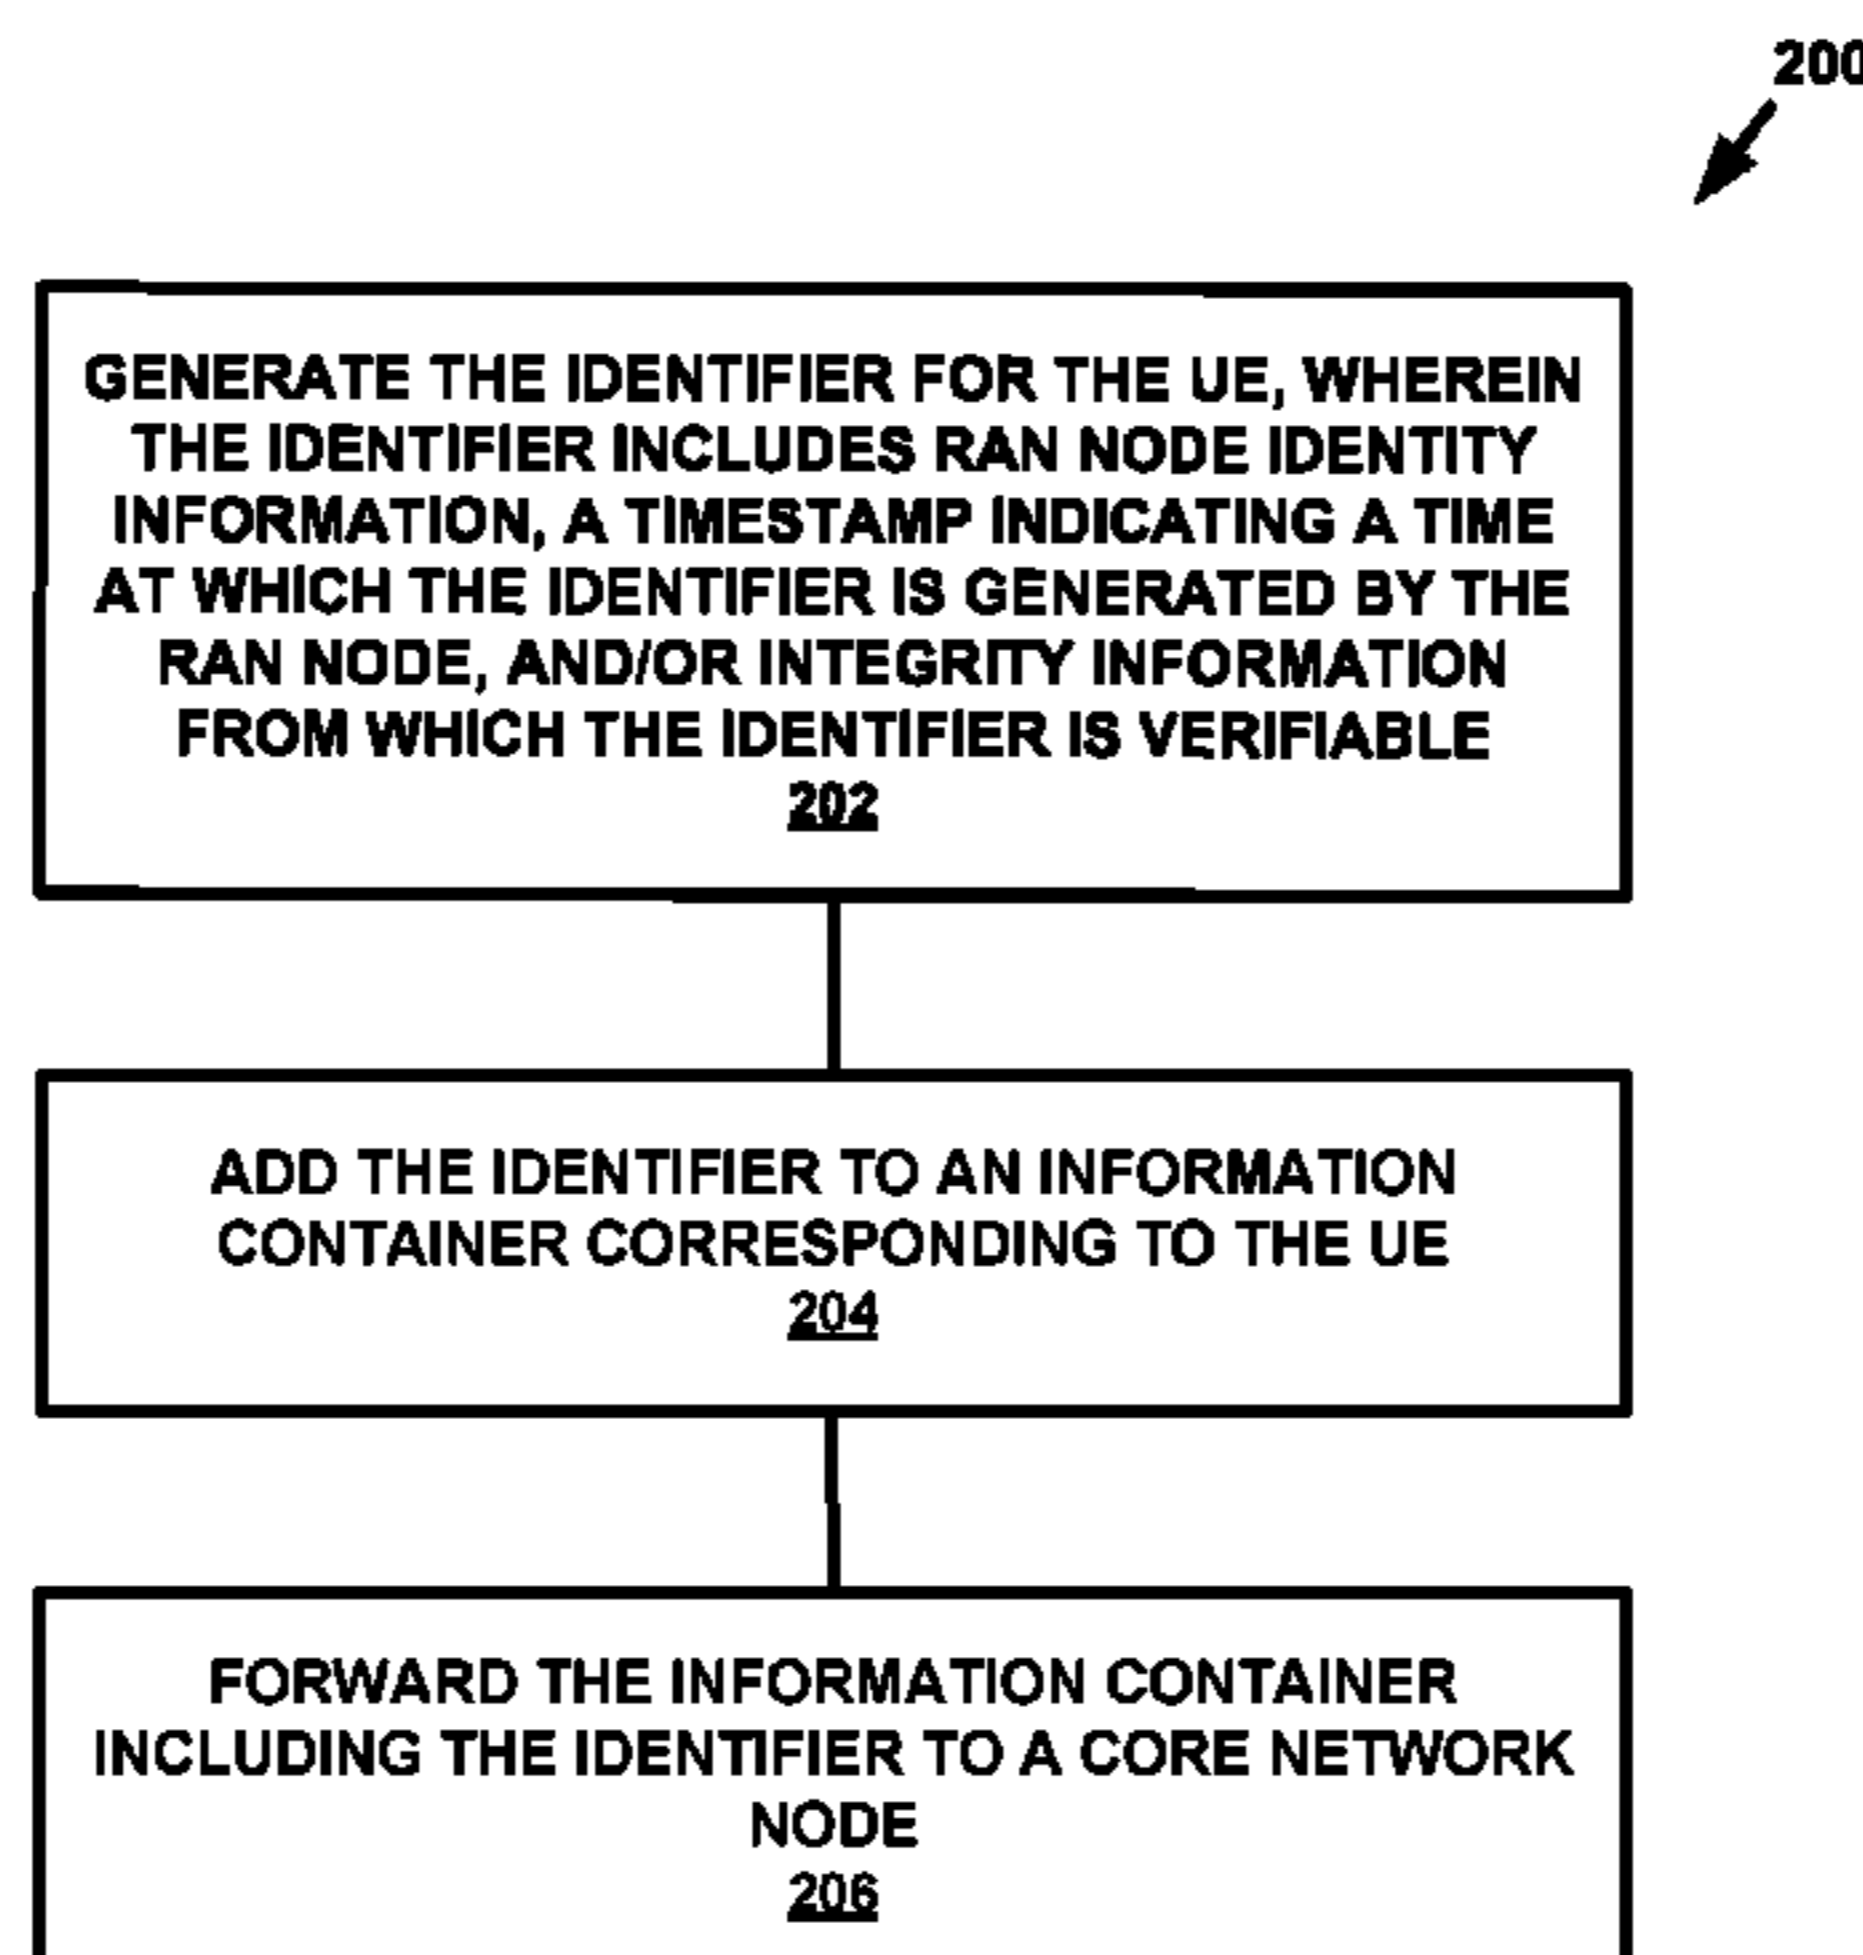 200
GENERATE THE IDENTIFIER FOR THE UE, WHEREIN
THE IDENTIFIER INCLUDES RAN NODE IDENTITY
INFORMATION, A TIMESTAMP INDICATING A TIME
AT WHICH THE IDENTIFIER IS GENERATED BY THE
RAN NODE, AND/OR INTEGRITY INFORMATION
FROM WHICH THE IDENTIFIER IS VERIFIABLE
202
ADD THE IDENTIFIER TO AN INFORMATION
CONTAINER CORRESPONDING TO THE UE
204
FORWARD THE INFORMATION CONTAINER
INCLUDING THE IDENTIFIER TO A CORE NETWORK
NODE
206